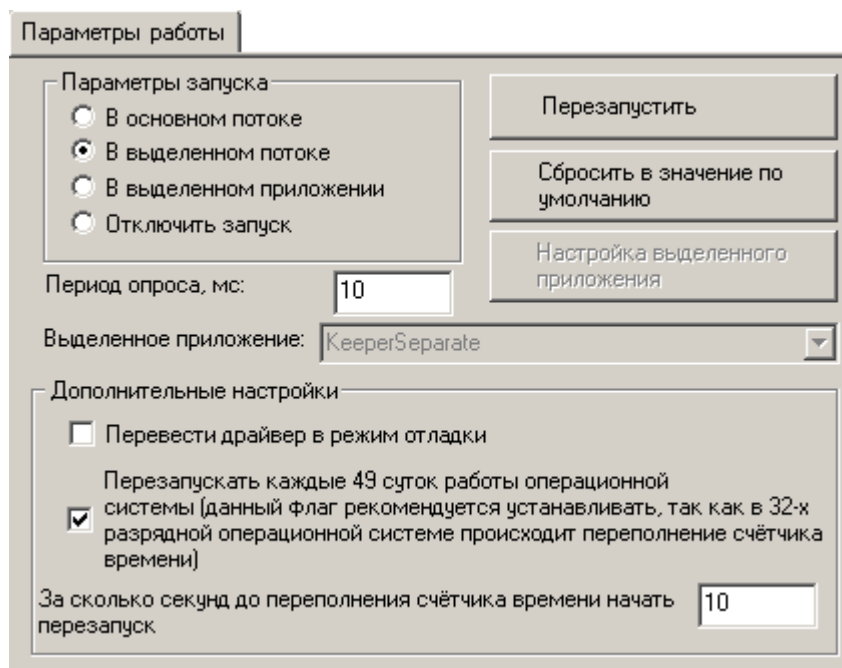 Параметры работы
Параметры запуска
В основном потоке
В выделенном потоке
В выделенном приложении
Отключить запуск
Перезапустить
Сбросить в значение по
умолчанию
Настройка выделенного
приложения
Период опроса, мс:
10
Выделенное приложение:
KeeperSeparate
Дополнительные настройки
Перевести драйвер в режим отладки
Перезапускать каждые 49 суток работы операционной
системы (данный флаг рекомендуется устанавливать, так как в 32-х
разрядной операционной системе происходит переполнение счётчика
времени)
За сколько секунд до переполнения счётчика времени начать
перезапуск
10